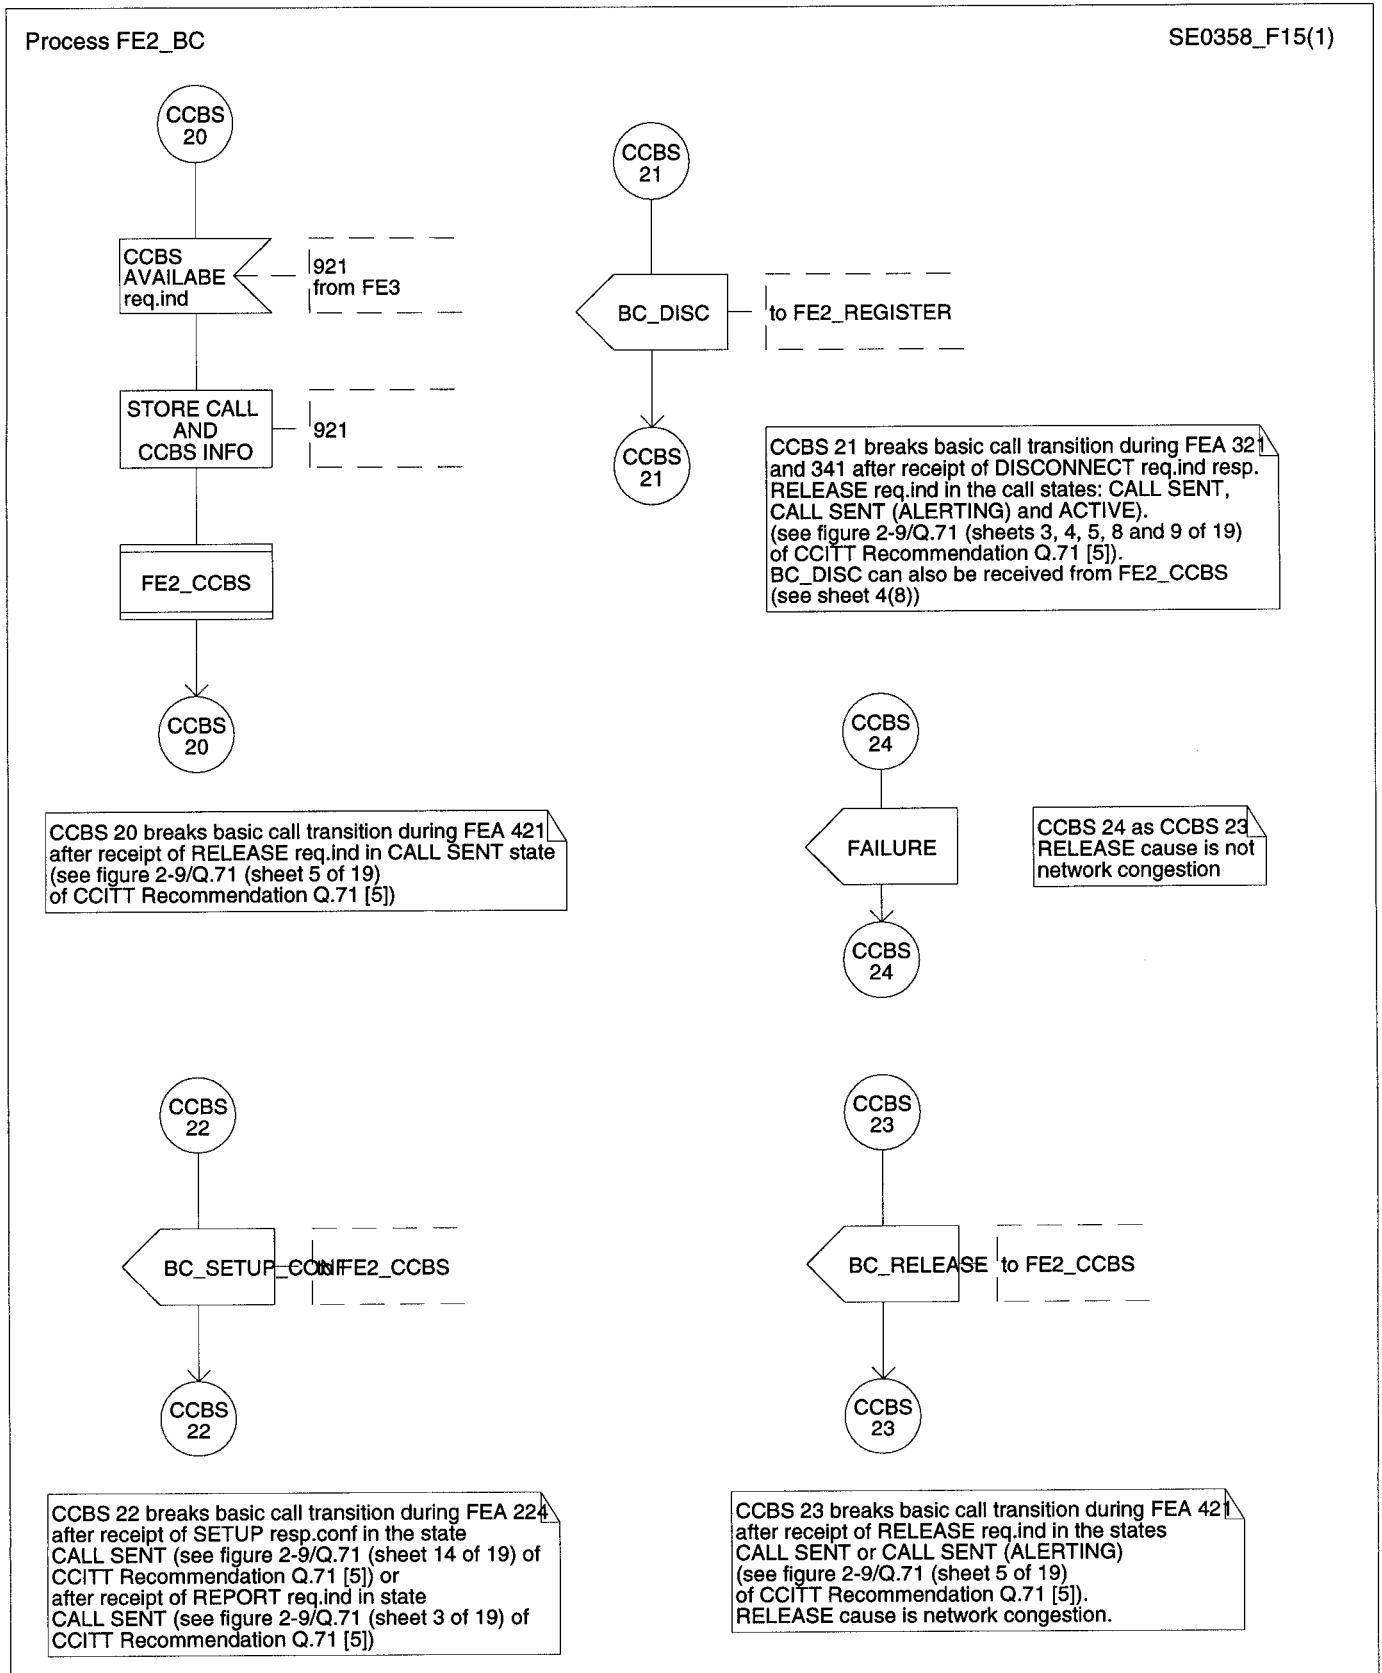 Process FE2_BC
SE0358_F15(1)
CCBS
20
CCBS
AVAILABE
req.ind
921
from FE3
STORE CALL
AND
CCBS INFO
921
FE2_CCBS
CCBS
20
CCBS 20 breaks basic call transition during FEA 421
after receipt of RELEASE req.ind in CALL SENT state
(see figure 2-9/Q.71 (sheet 5 of 19)
of CCITT Recommendation Q.71 [5])
CCBS
21
BC_DISC
to FE2_REGISTER
CCBS
21
CCBS 21 breaks basic call transition during FEA 321
and 341 after receipt of DISCONNECT req.ind resp.
RELEASE req.ind in the call states: CALL SENT,
CALL SENT (ALERTING) and ACTIVE).
(see figure 2-9/Q.71 (sheets 3, 4, 5, 8 and 9 of 19)
of CCITT Recommendation Q.71 [5]).
BC_DISC can also be received from FE2_CCBS
(see sheet 4(8))
CCBS
24
FAILURE
CCBS
24
CCBS 24 as CCBS 23
RELEASE cause is not
network congestion
CCBS
22
BC_SETUP_CONF
to FE2_CCBS
CCBS
22
CCBS 22 breaks basic call transition during FEA 224
after receipt of SETUP resp.conf in the state
CALL SENT (see figure 2-9/Q.71 (sheet 14 of 19) of
CCITT Recommendation Q.71 [5]) or
after receipt of REPORT req.ind in state
CALL SENT (see figure 2-9/Q.71 (sheet 3 of 19) of
CCITT Recommendation Q.71 [5])
CCBS
23
BC_RELEASE
to FE2_CCBS
CCBS
23
CCBS 23 breaks basic call transition during FEA 421
after receipt of RELEASE req.ind in the states
CALL SENT or CALL SENT (ALERTING)
(see figure 2-9/Q.71 (sheet 5 of 19)
of CCITT Recommendation Q.71 [5]).
RELEASE cause is network congestion.